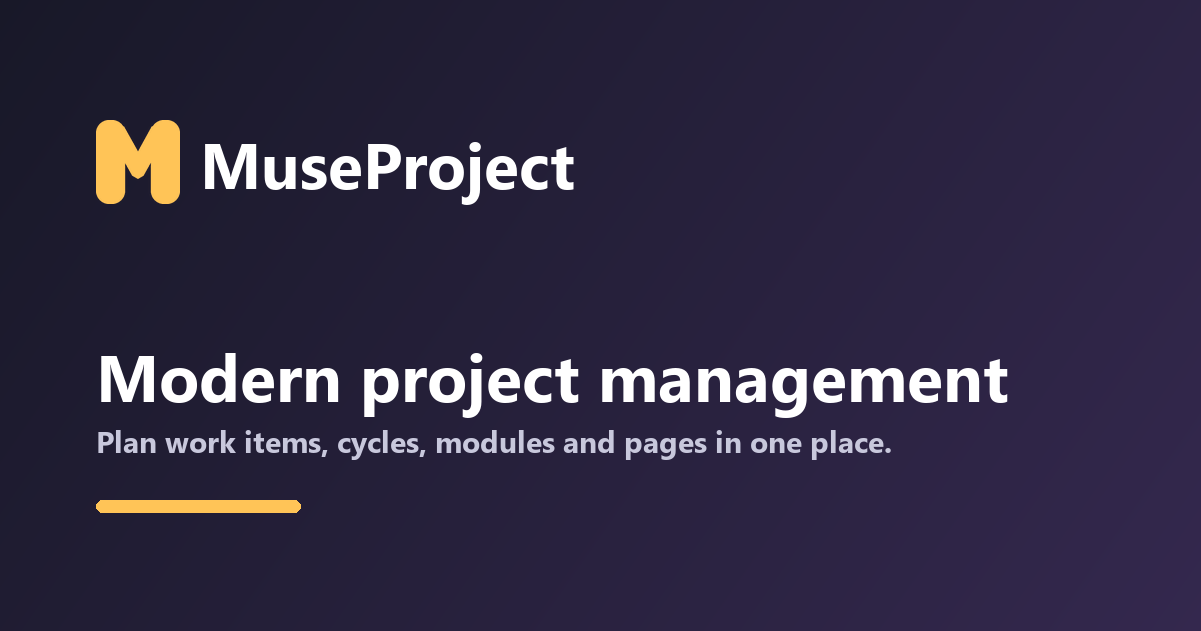 M MuseProject
Modern project management
Plan work items, cycles, modules and pages in one place.